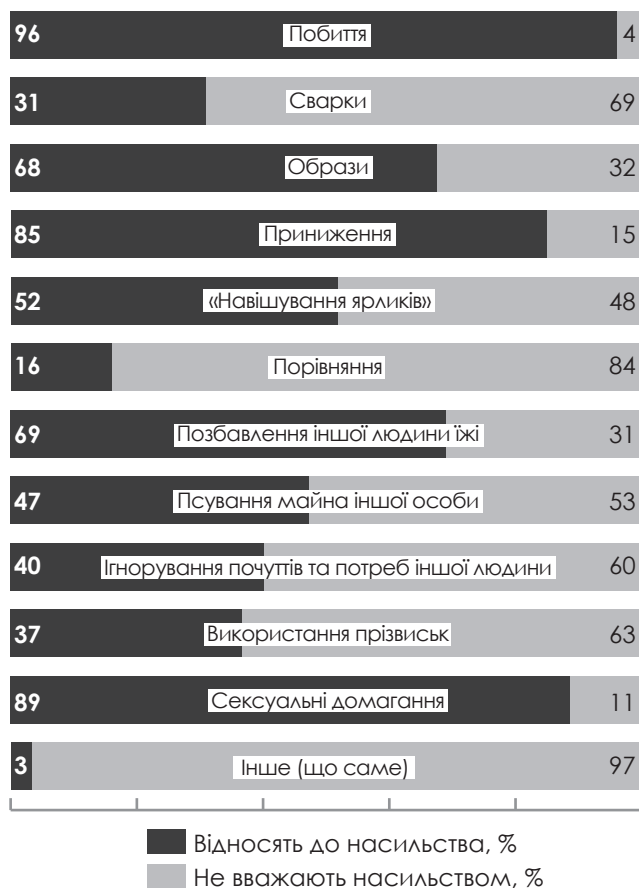 96 Побиття 4
31 Сварки 69
68 Образи 32
85 Приниження 15
52 «Навішування ярликів» 48
16 Порівняння 84
69 Позбавлення іншої людини їжі 31
47 Псування майна іншої особи 53
40 Ігнорування почуттів та потреб іншої людини 60
37 Використання прізвиськ 63
89 Сексуальні домагання 11
3 Інше (що саме) 97
Відносять до насильства, %
Не вважають насильством, %